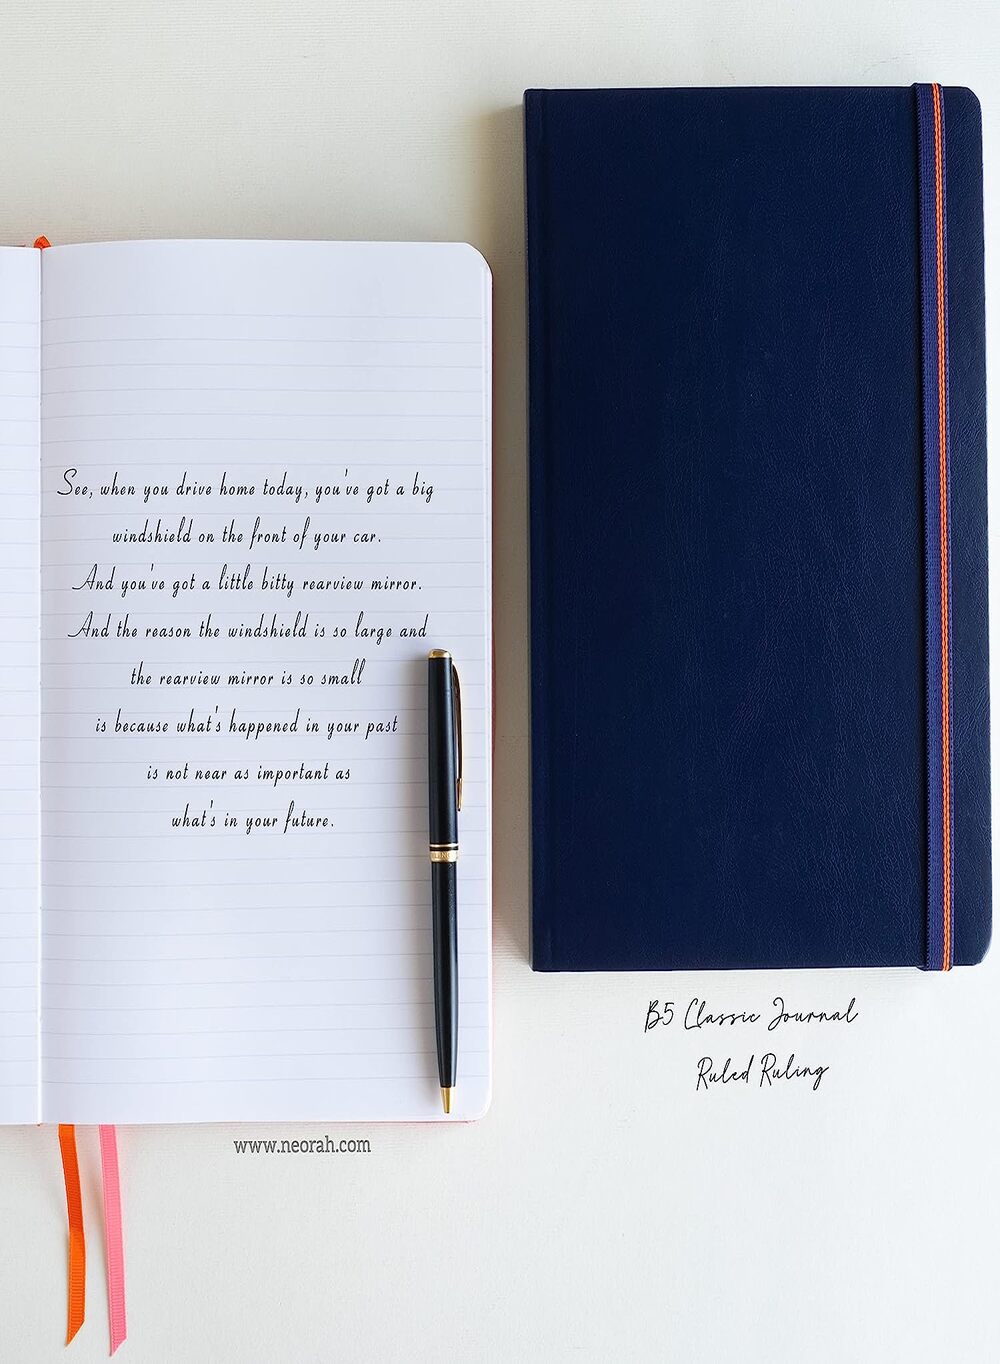 See, when you drive home today, you've got a big
windshield on the front of your car.
And you've got a little bitty rearview mirror.
And the reason the windshield is so large and
the rearview mirror is so small
is because what's happened in your past
is not near as important as
what's in your future.
www.neorah.com
B5 Classic Journal
Ruled Ruling